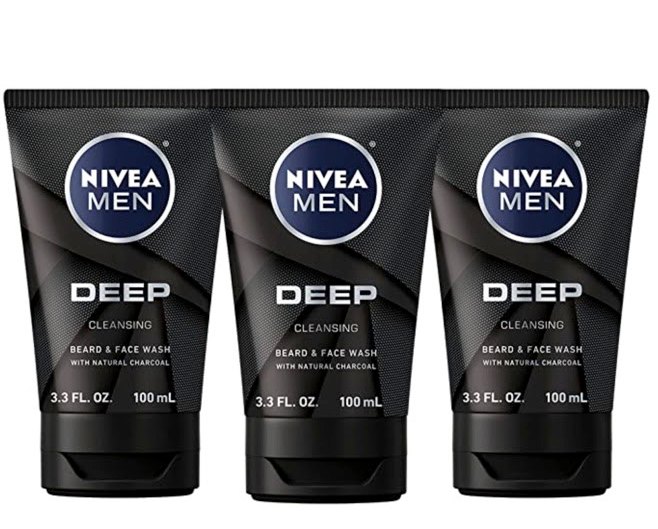 NIVEA
MEN
DEEP
CLEANSING
BEARD & FACE WASH
WITH NATURAL CHARCOAL
3.3 FL. OZ. 100 mL
NIVEA
MEN
DEEP
CLEANSING
BEARD & FACE WASH
WITH NATURAL CHARCOAL
3.3 FL. OZ. 100 mL
NIVEA
MEN
DEEP
CLEANSING
BEARD & FACE WASH
WITH NATURAL CHARCOAL
3.3 FL. OZ. 100 mL